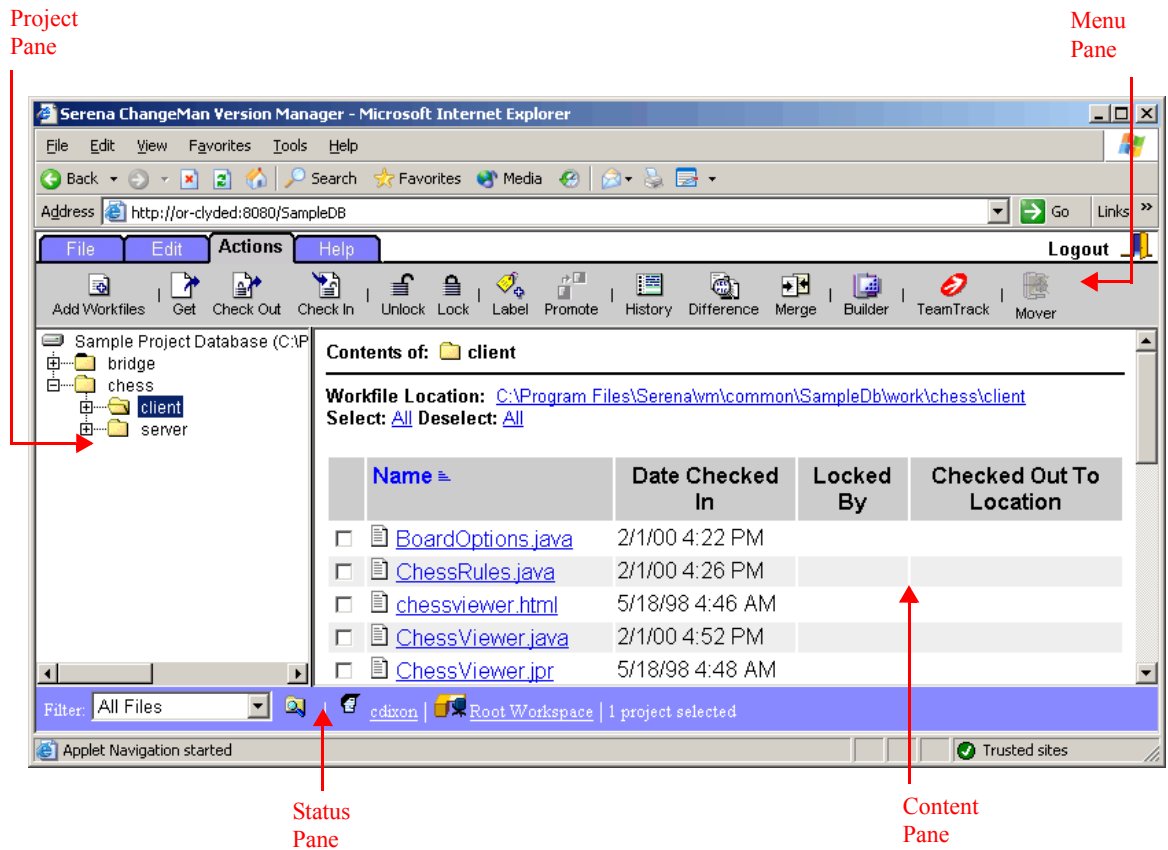 Project
Pane
Menu
Pane
Serena ChangeMan Version Manager - Microsoft Internet Explorer
File Edit View Favorites Tools Help
Back Search Favorites Media
Address http://or-clyded:8080/SampleDB Go Links »
File Edit Actions Help Logout
Add Workfiles Get Check Out Check In Unlock Lock Label Promote History Difference Merge Builder TeamTrack Mover
Sample Project Database (C:\P
bridge
chess
client
server
Contents of: client
Workfile Location: C:\Program Files\Serena\vm\common\SampleDb\work\chess\client
Select: All Deselect: All
Name Date Checked In Locked By Checked Out To Location
BoardOptions.java 2/1/00 4:22 PM
ChessRules.java 2/1/00 4:26 PM
chessviewer.html 5/18/98 4:46 AM
ChessViewer.java 2/1/00 4:52 PM
ChessViewer.jpr 5/18/98 4:48 AM
Filter: All Files | cdixon | Root Workspace | 1 project selected
Applet Navigation started Trusted sites
Status
Pane
Content
Pane